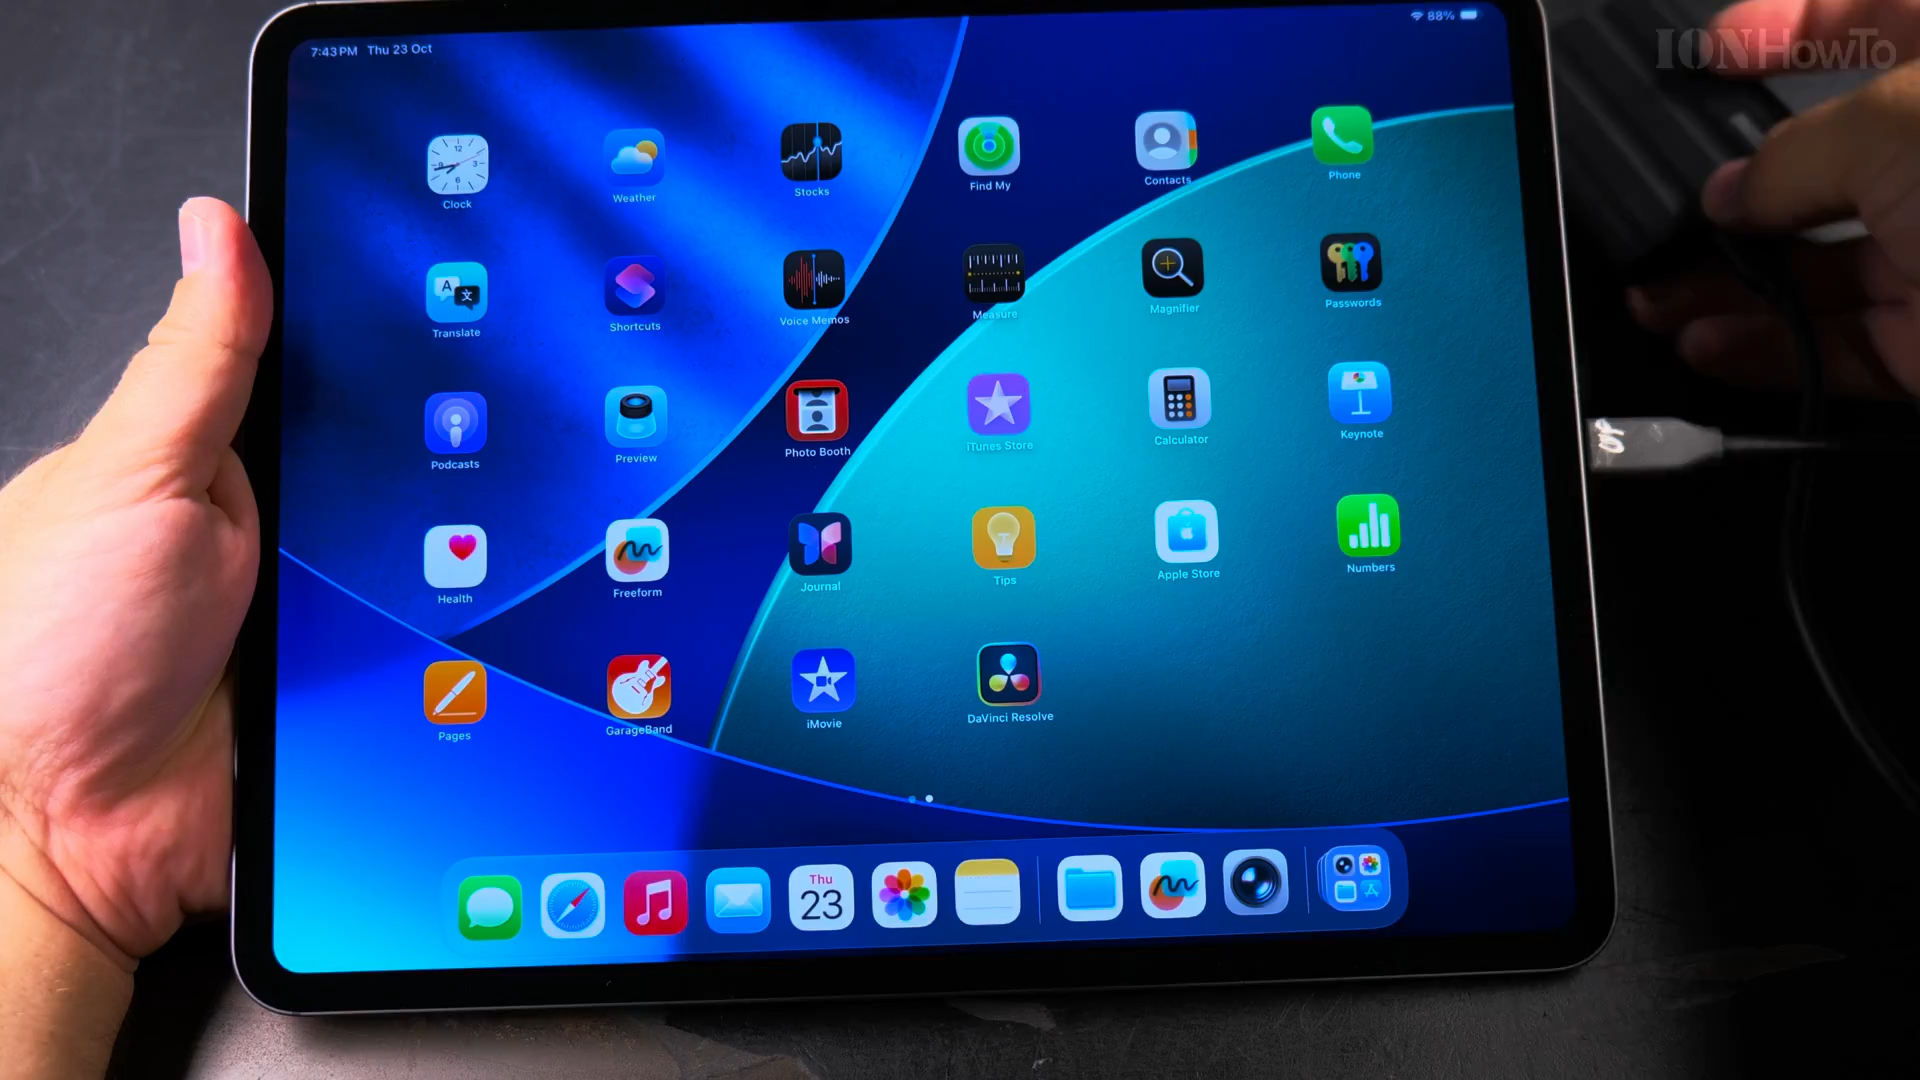 IONHowTo
7:43 PM Thu 23 Oct
88%
Clock
Weather
Stocks
Find My
Contacts
Phone
Translate
Shortcuts
Voice Memos
Measure
Magnifier
Passwords
Podcasts
Preview
Photo Booth
iTunes Store
Calculator
Keynote
Health
Freeform
Journal
Tips
Apple Store
Numbers
Pages
GarageBand
iMovie
DaVinci Resolve
Thu
23